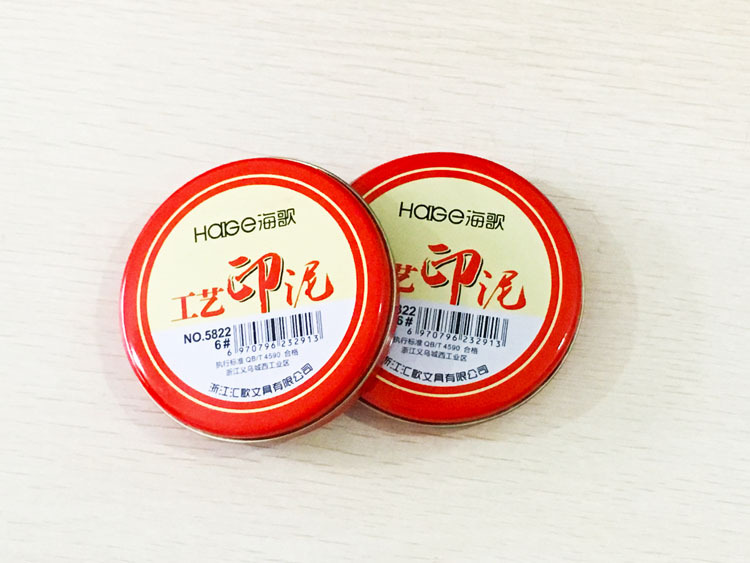 HaGe海歌
工艺印泥
NO.5822
6#
6 970796 232913
执行标准 QB/T 4590 合格
浙江义乌城西工业区
浙江汇歌文具有限公司
HaGe海歌
艺印泥
822
6#
6 970796 232913
执行标准 QB/T 4590 合格
浙江义乌城西工业区
文具有限公司